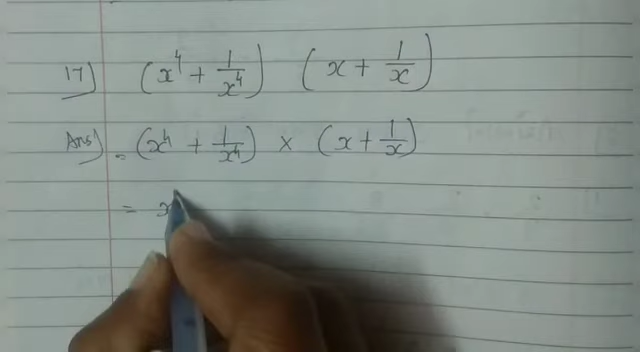 17) (x⁴ + 1/x⁴) (x + 1/x)
Ans) = (x⁴ + 1/x⁴) × (x + 1/x)
= x